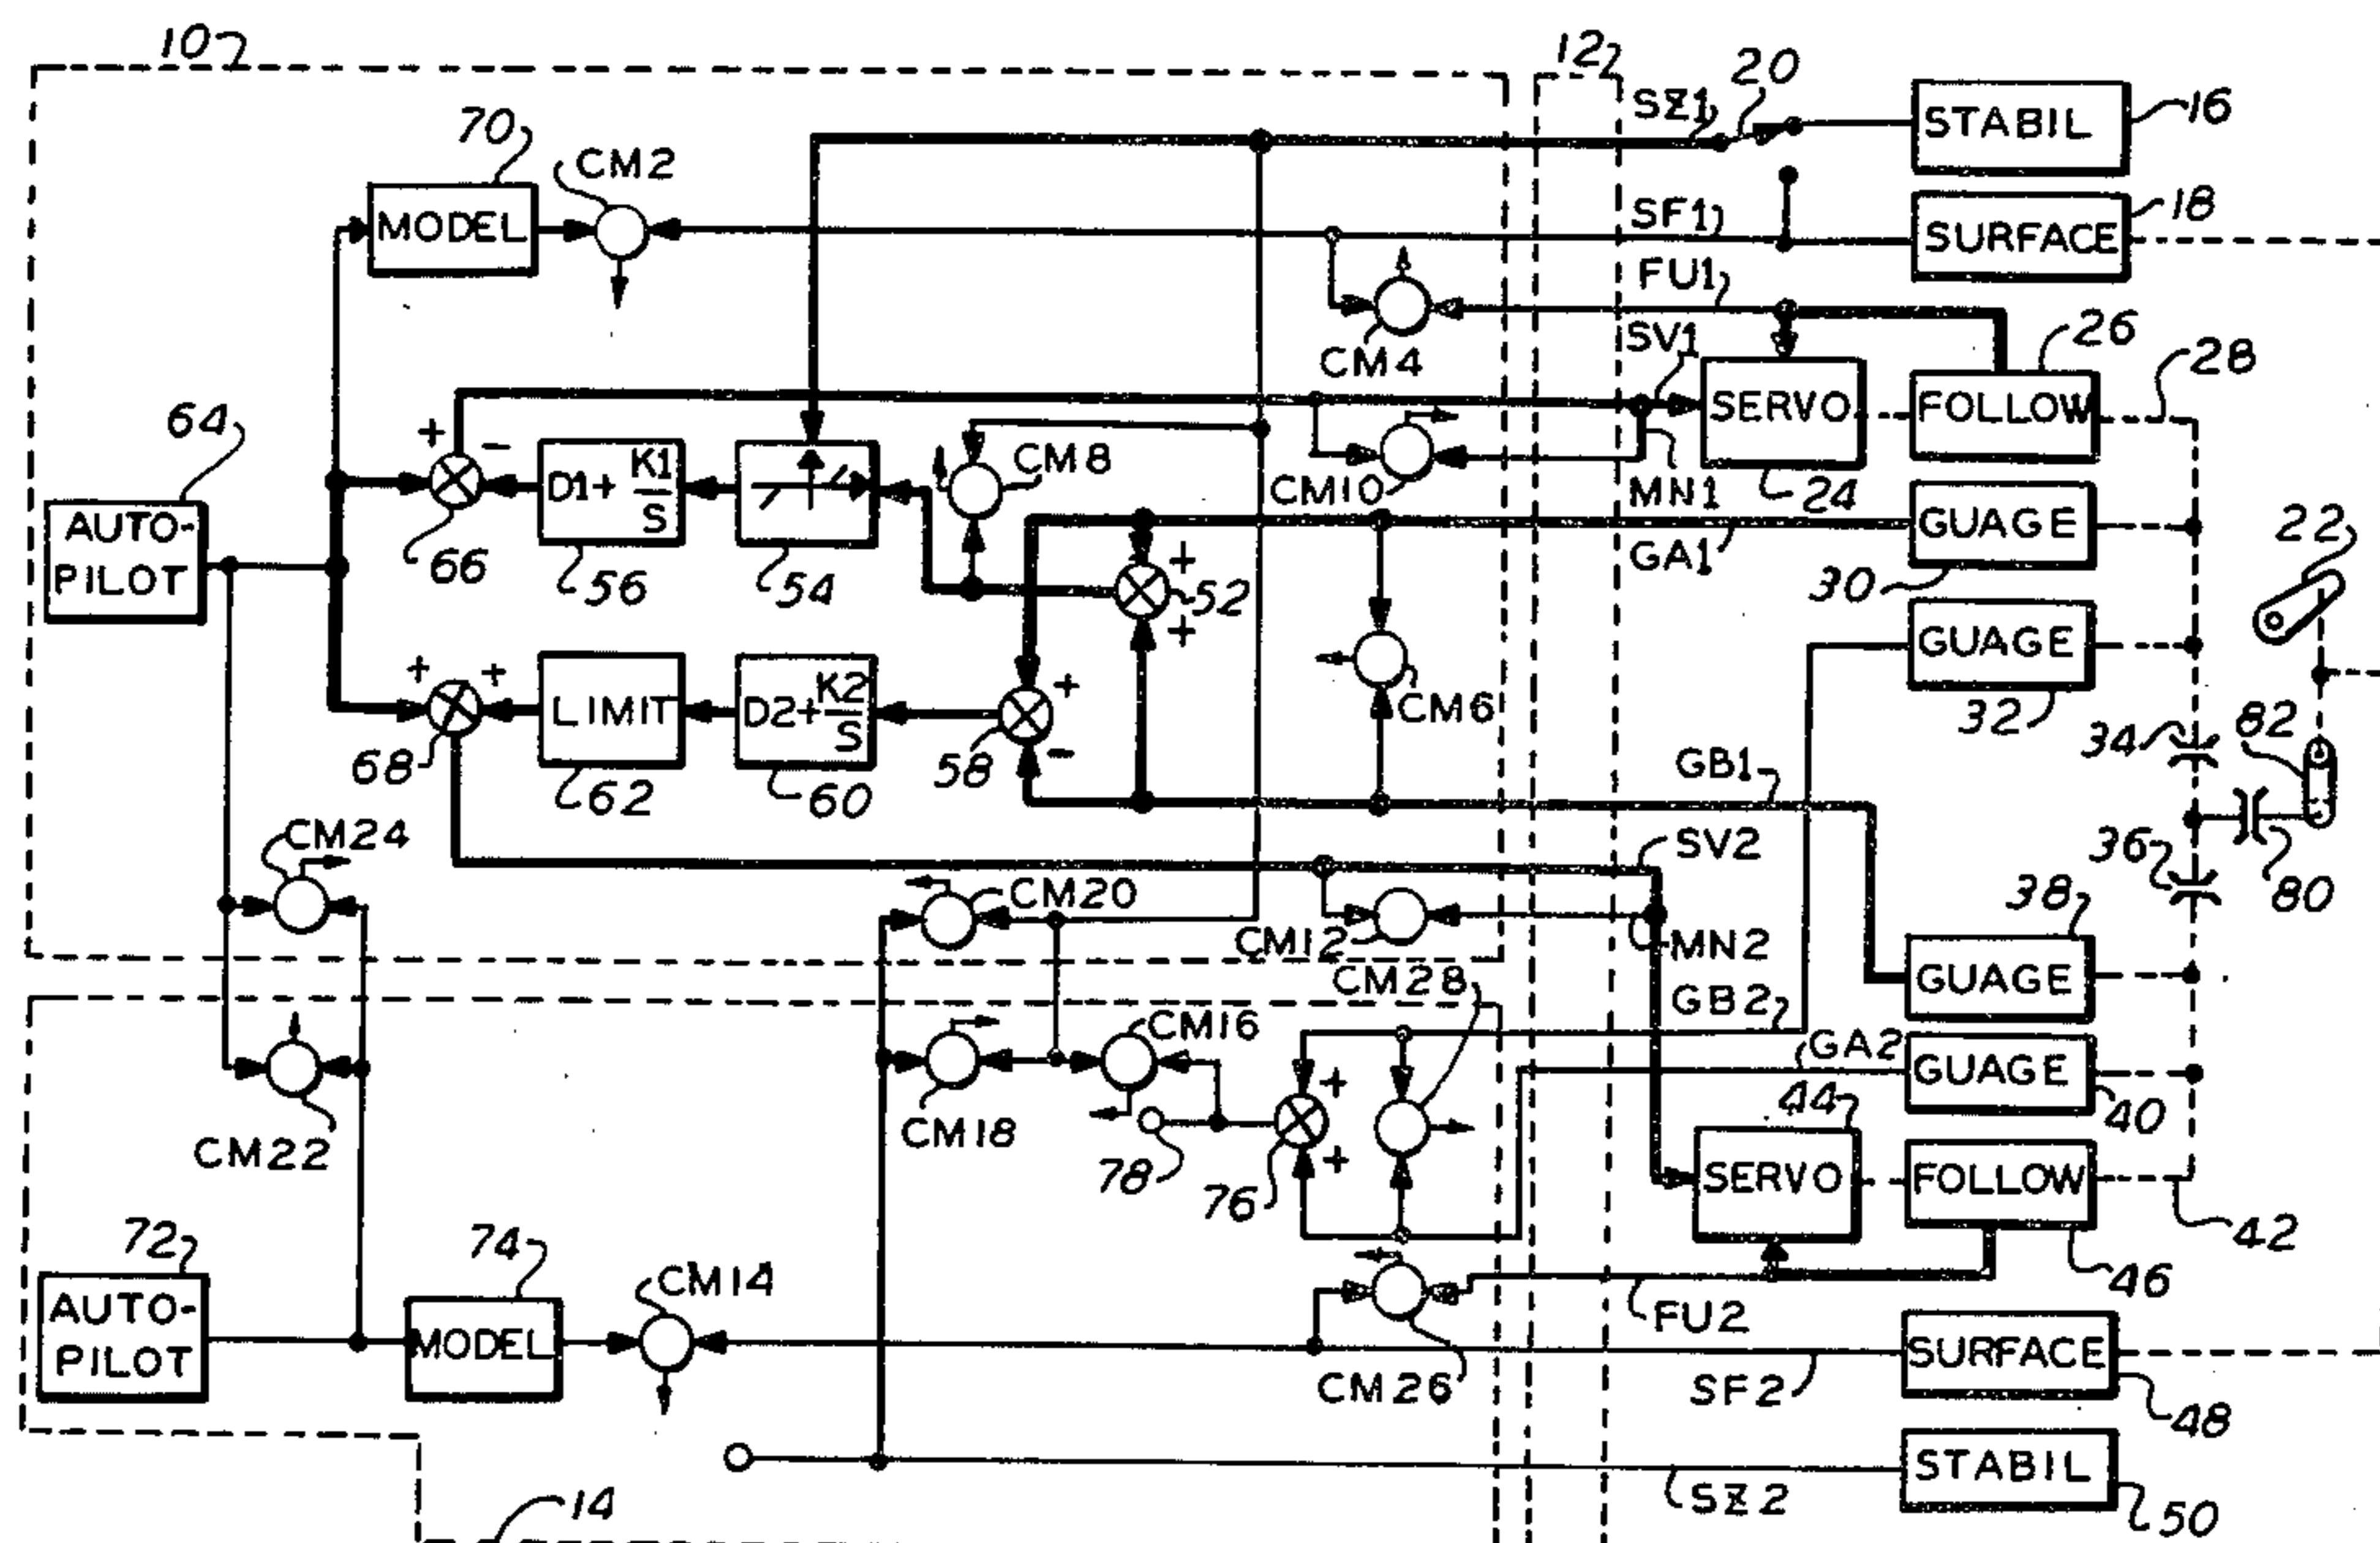 10
12
20
SZ1
STABIL
16
70
CM2
MODEL
SF1
SURFACE
18
FU1
CM4
SV1
26
28
64
+
-
SERVO
FOLLOW
CM8
CM10
MN1
24
AUTO-
PILOT
D1+ K1
S
66
56
54
+
52
+
GA1
GUAGE
30
22
GUAGE
32
+
+
LIMIT
D2+ K2
S
+
-
CM6
68
62
60
58
GB1
34
82
CM24
SV2
36
80
CM20
CM12
MN2
38
GUAGE
CM28
GB2
CM16
GA2
GUAGE
40
CM22
CM18
78
+
76
+
44
SERVO
FOLLOW
42
46
72
74
CM14
AUTO-
PILOT
MODEL
FU2
CM26
SURFACE
SF2
48
STABIL
SZ2
50
14